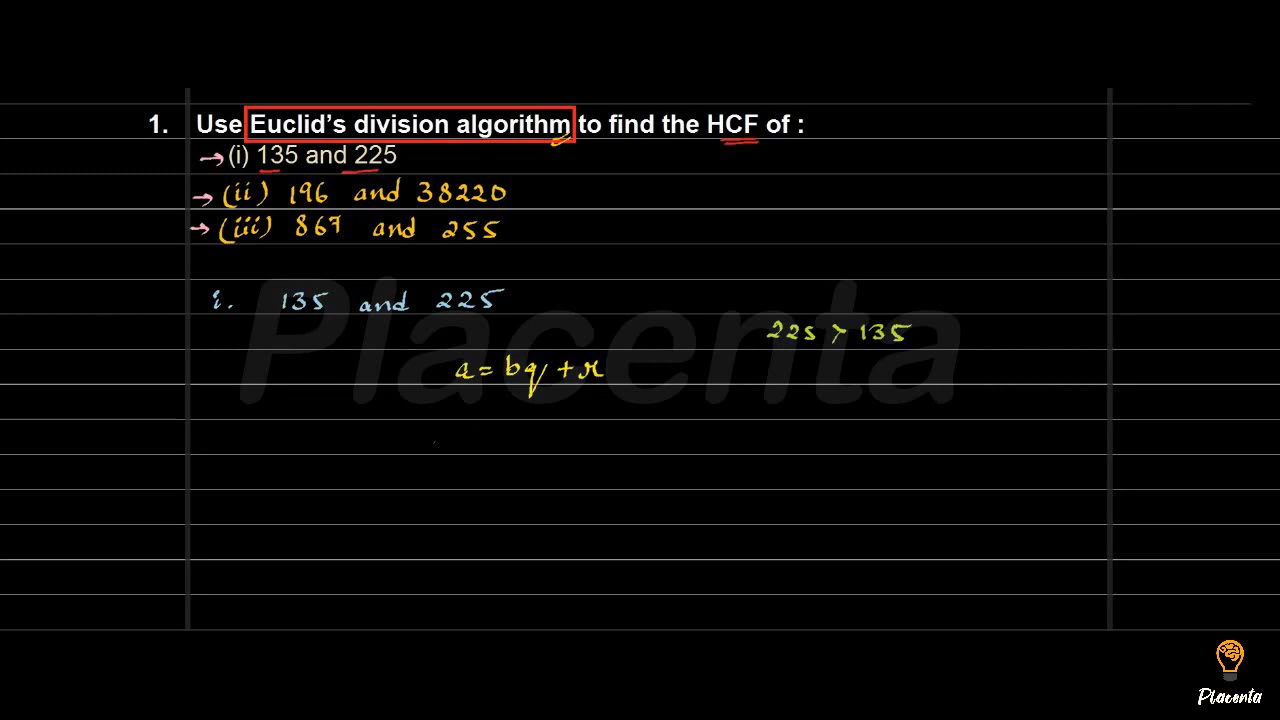 1. Use Euclid's division algorithm to find the HCF of :
→(i) 135 and 225
→(ii) 196 and 38220
→(iii) 867 and 255
i. 135 and 225
225 > 135
a = bq + r
Placenta
Placenta